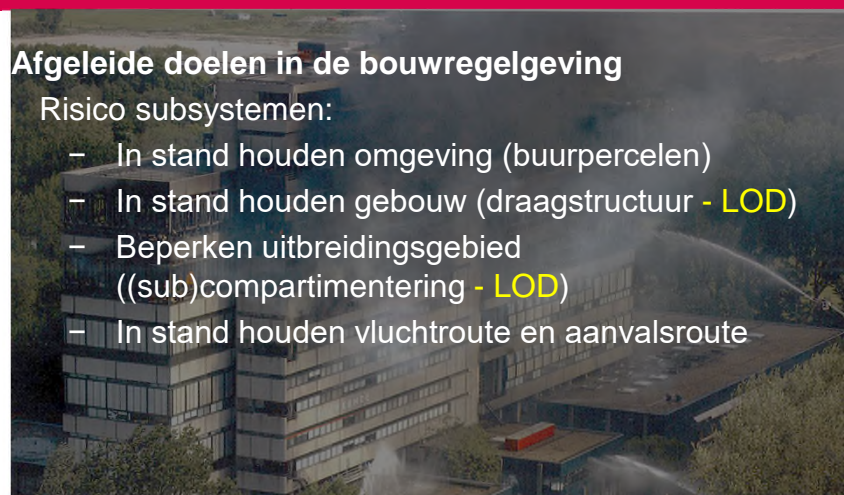 Afgeleide doelen in de bouwregelgeving
Risico subsystemen:
− In stand houden omgeving (buurpercelen)
− In stand houden gebouw (draagstructuur - LOD)
− Beperken uitbreidingsgebied
((sub)compartimentering - LOD)
− In stand houden vluchtroute en aanvalsroute